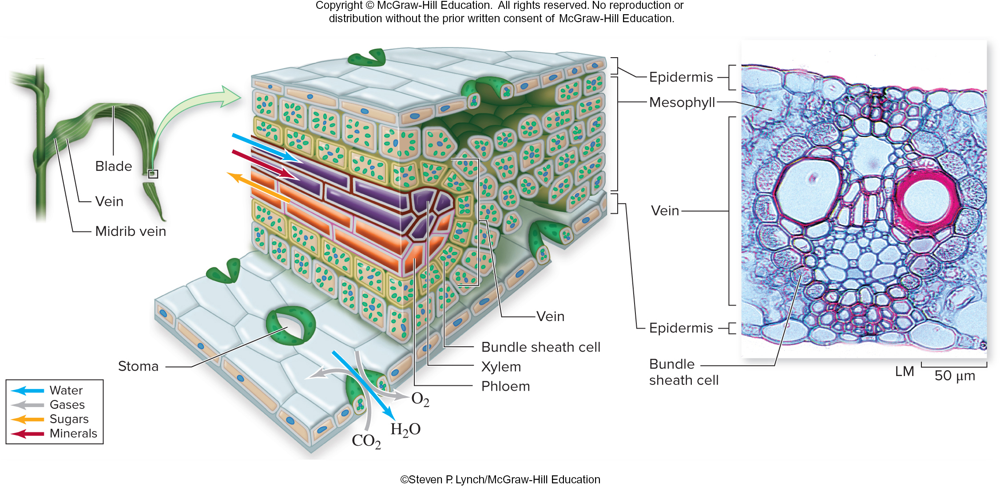 Copyright © McGraw-Hill Education. All rights reserved. No reproduction or
distribution without the prior written consent of McGraw-Hill Education.
Blade
Vein
Midrib vein
Stoma
Water
Gases
Sugars
Minerals
CO₂
H₂O
O₂
Vein
Bundle sheath cell
Xylem
Phloem
Epidermis
Mesophyll
Vein
Epidermis
Bundle
sheath cell
LM
50 μm
©Steven P. Lynch/McGraw-Hill Education